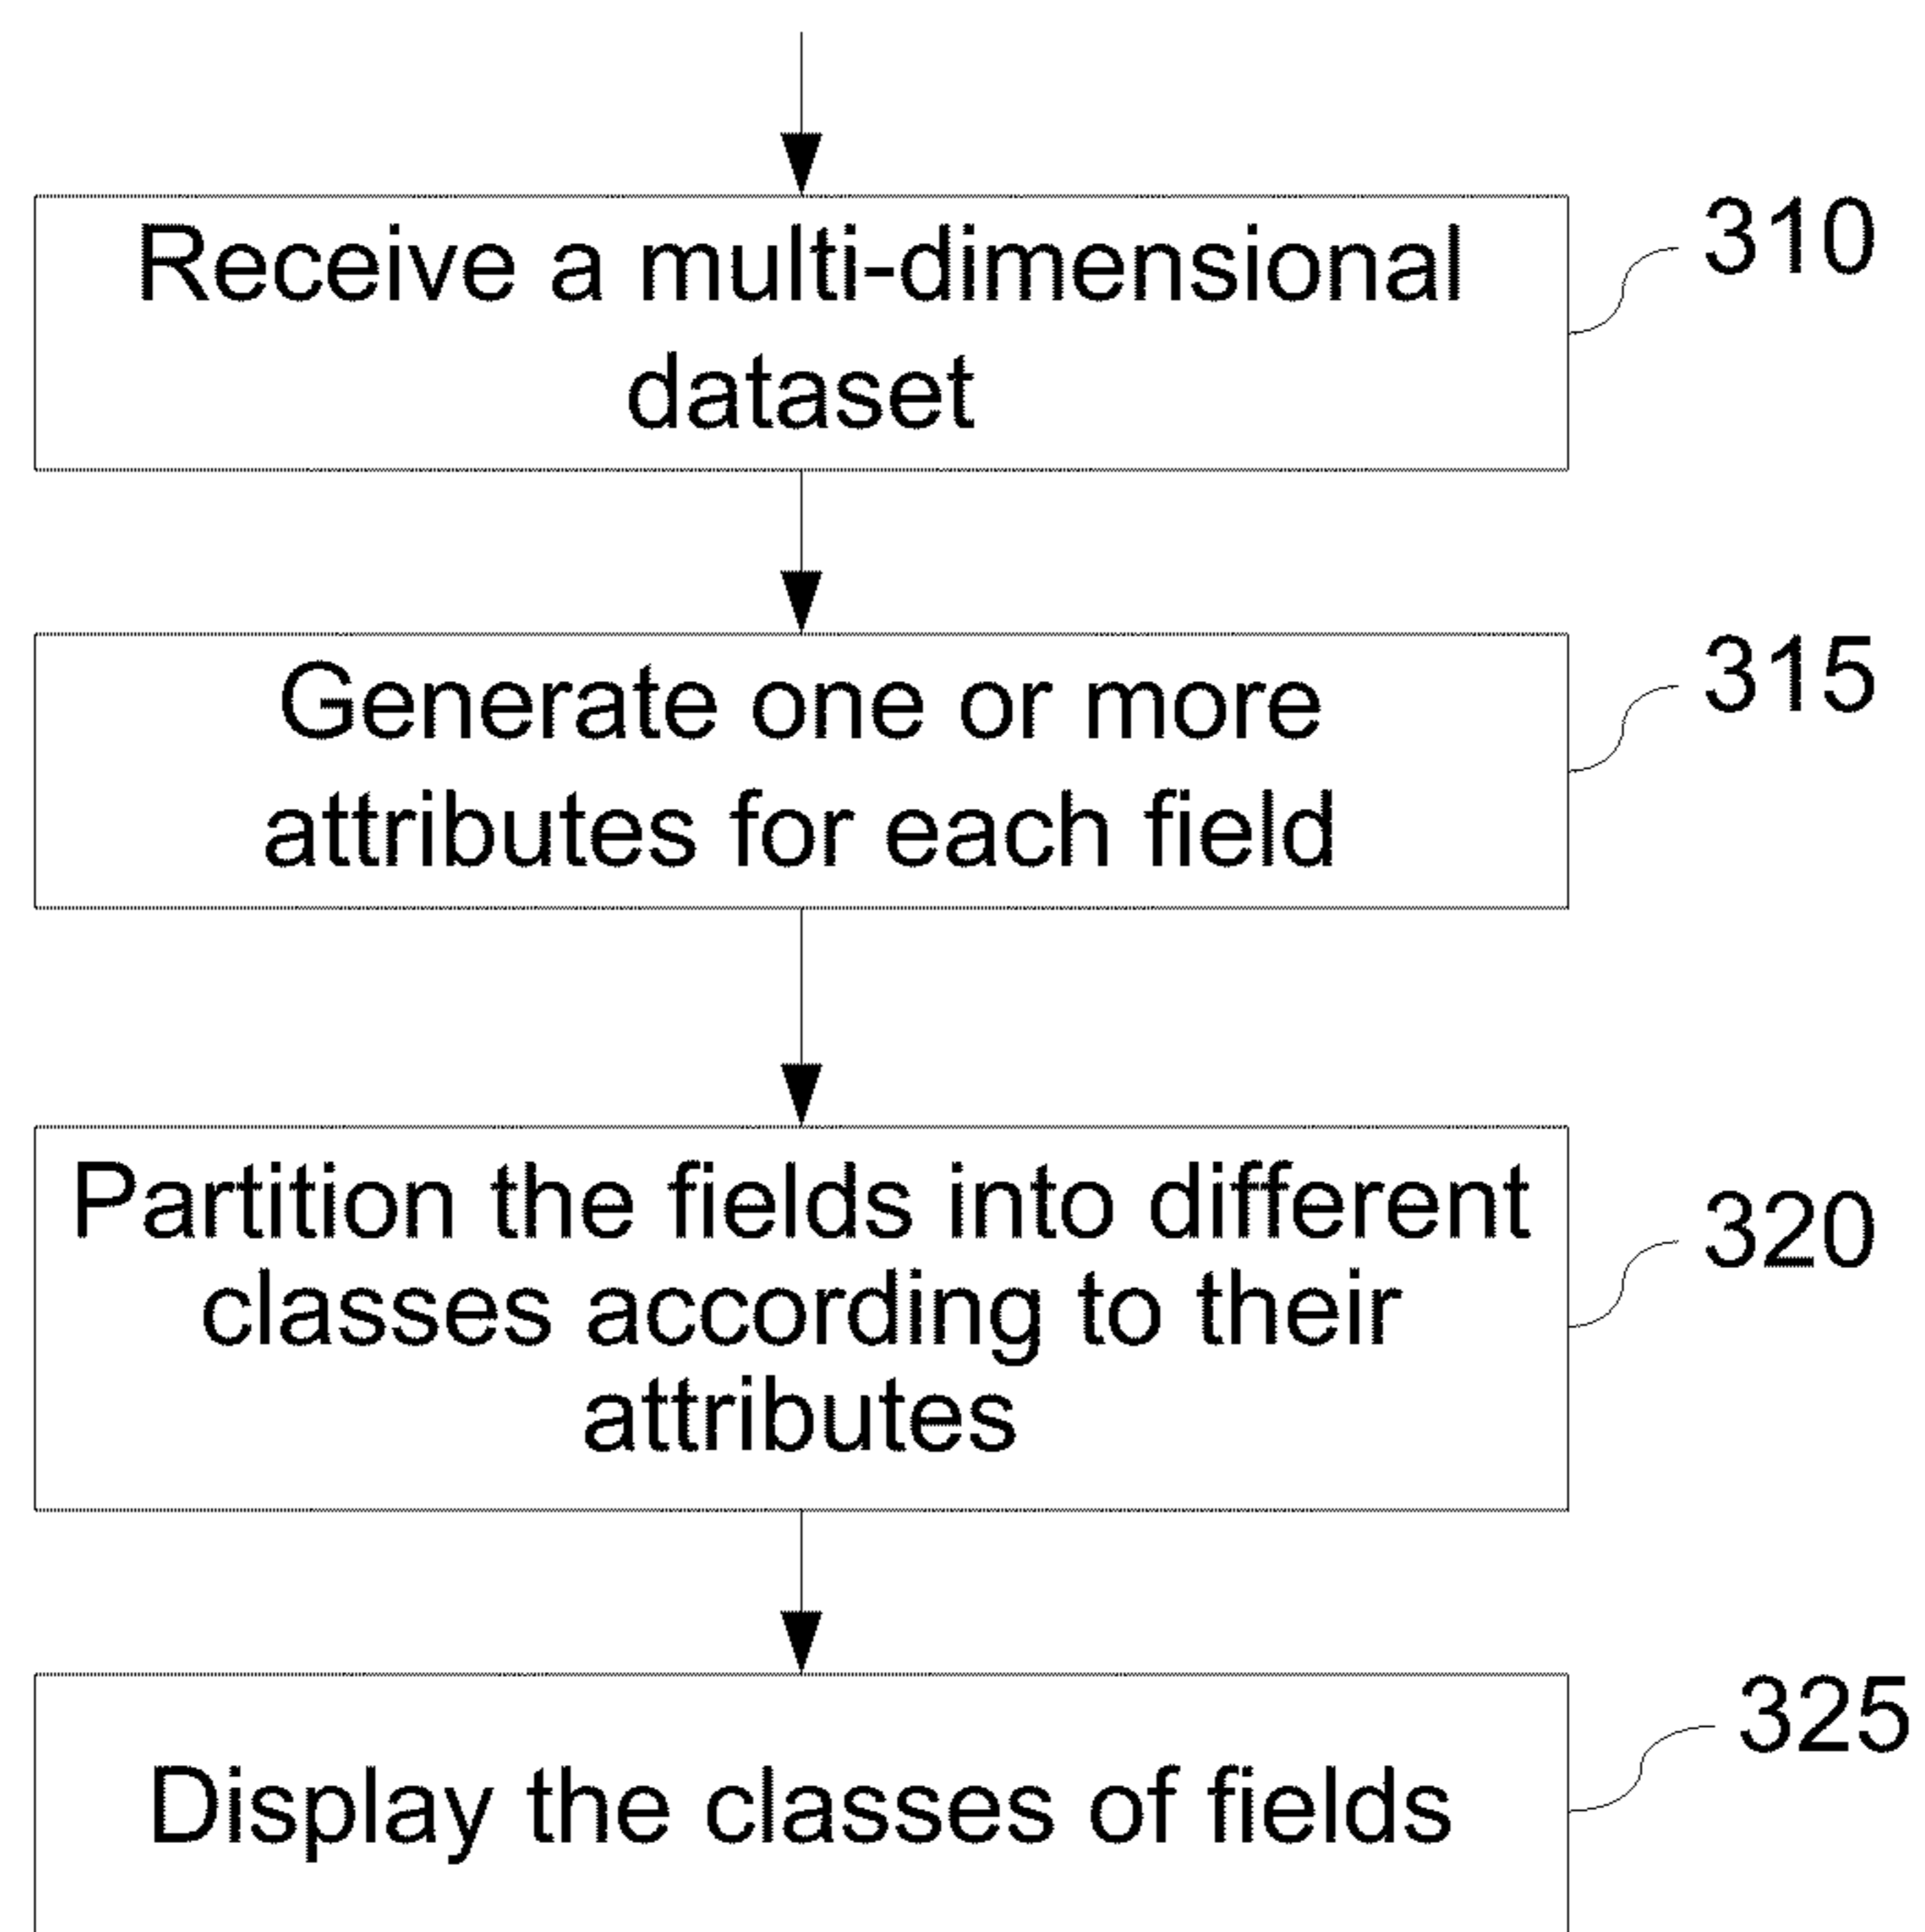 Receive a multi-dimensional
dataset
310
Generate one or more
attributes for each field
315
Partition the fields into different
classes according to their
attributes
320
Display the classes of fields
325